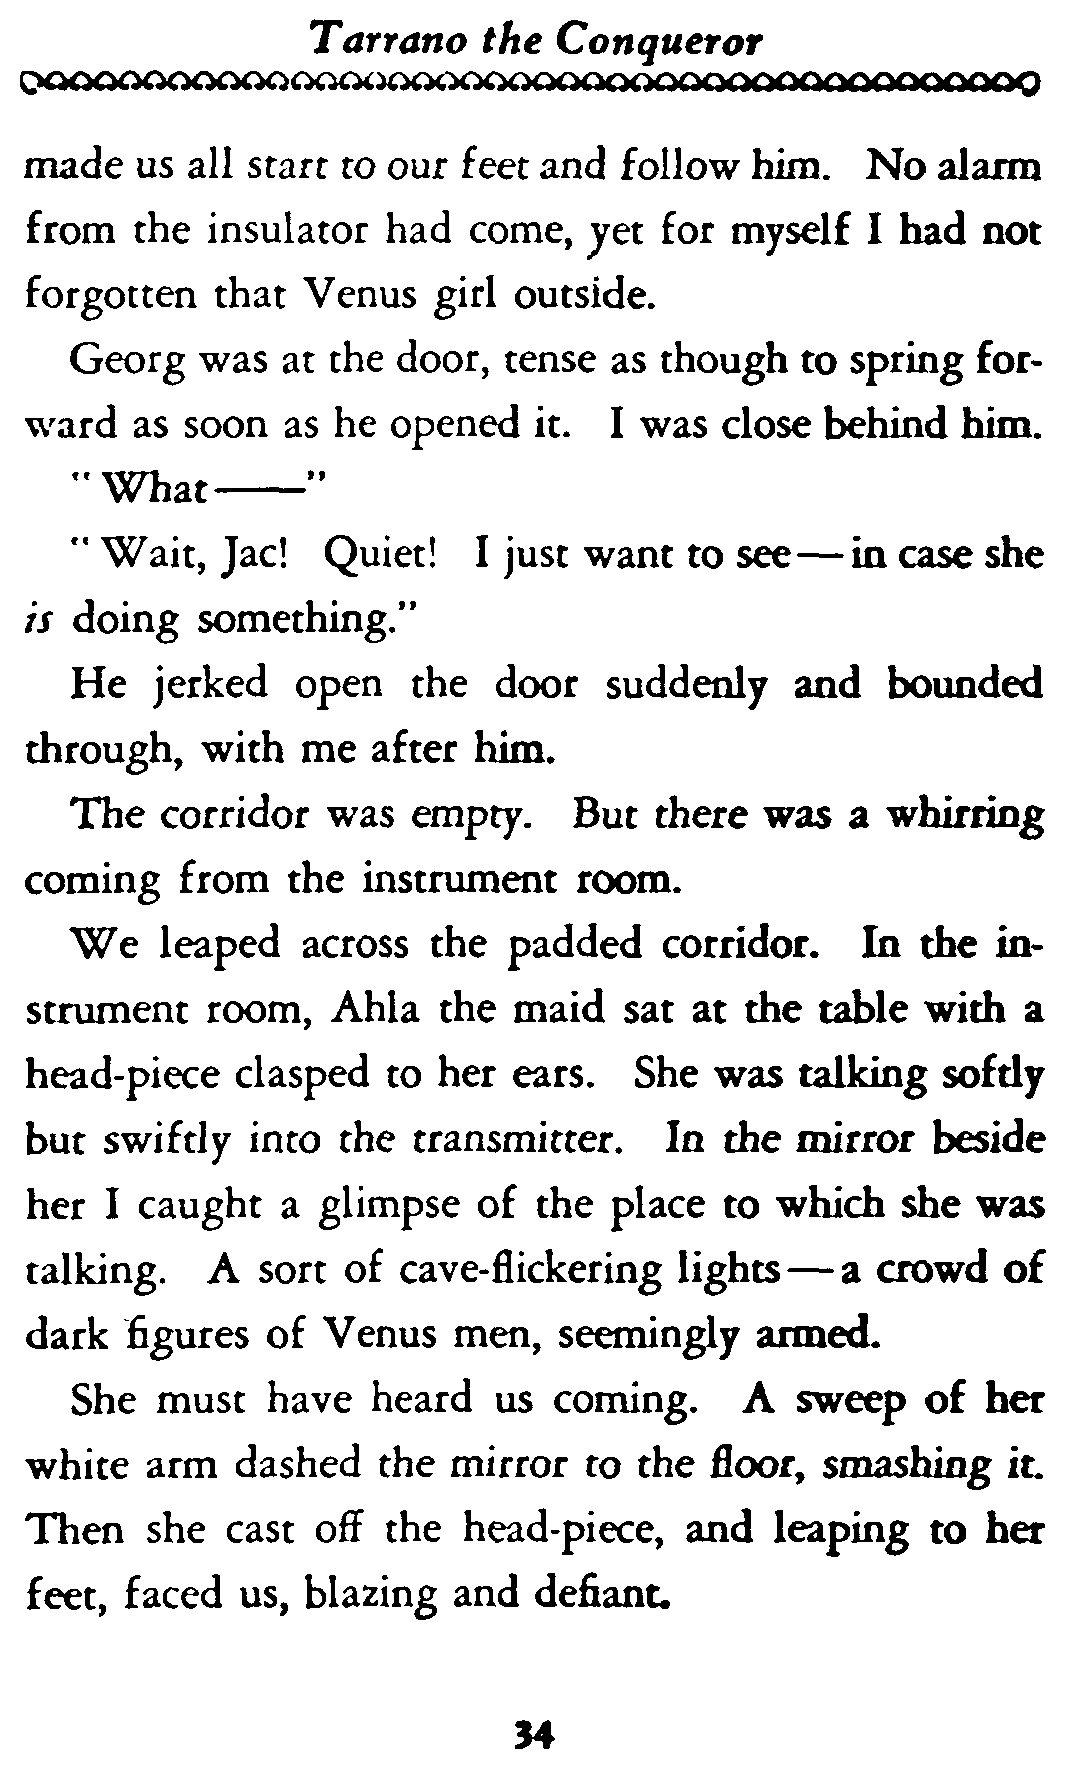 Tarrano the Conqueror
made us all start to our feet and follow him. No alarm
from the insulator had come, yet for myself I had not
forgotten that Venus girl outside.
Georg was at the door, tense as though to spring for-
ward as soon as he opened it. I was close behind him.
"What——"
"Wait, Jac! Quiet! I just want to see—in case she
is doing something."
He jerked open the door suddenly and bounded
through, with me after him.
The corridor was empty. But there was a whirring
coming from the instrument room.
We leaped across the padded corridor. In the in-
strument room, Ahla the maid sat at the table with a
head-piece clasped to her ears. She was talking softly
but swiftly into the transmitter. In the mirror beside
her I caught a glimpse of the place to which she was
talking. A sort of cave-flickering lights—a crowd of
dark figures of Venus men, seemingly armed.
She must have heard us coming. A sweep of her
white arm dashed the mirror to the floor, smashing it.
Then she cast off the head-piece, and leaping to her
feet, faced us, blazing and defiant.
34